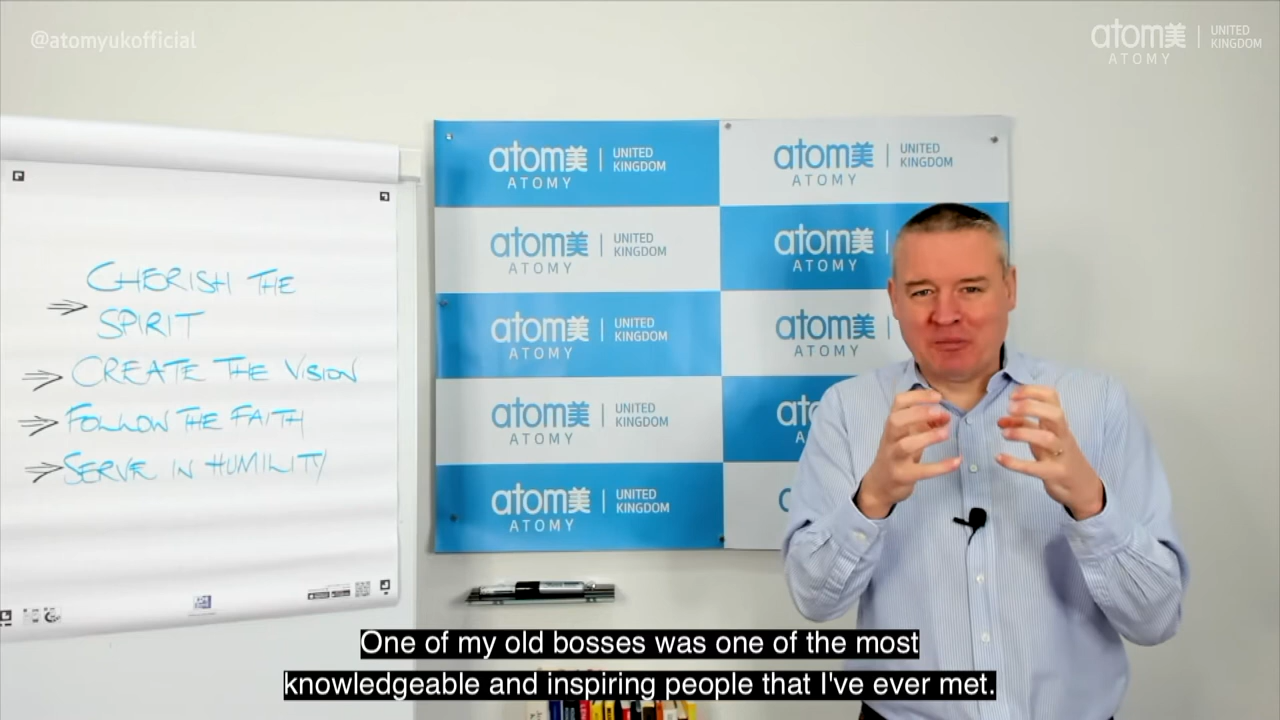 @atomyukofficial
atom美 | UNITED KINGDOM
ATOMY
CHERISH THE
SPIRIT
CREATE THE VISION
FOLLOW THE FAITH
SERVE IN HUMILITY
atom美 | UNITED KINGDOM
ATOMY
atom美 | UNITED KINGDOM
ATOMY
atom美 | UNITED KINGDOM
ATOMY
atom美
ATOMY
atom美 | UNITED KINGDOM
ATOMY
atom美
ATOMY
atom美 | UNITED KINGDOM
ATOMY
atom美 | UNITED KINGDOM
ATOMY
One of my old bosses was one of the most
knowledgeable and inspiring people that I've ever met.